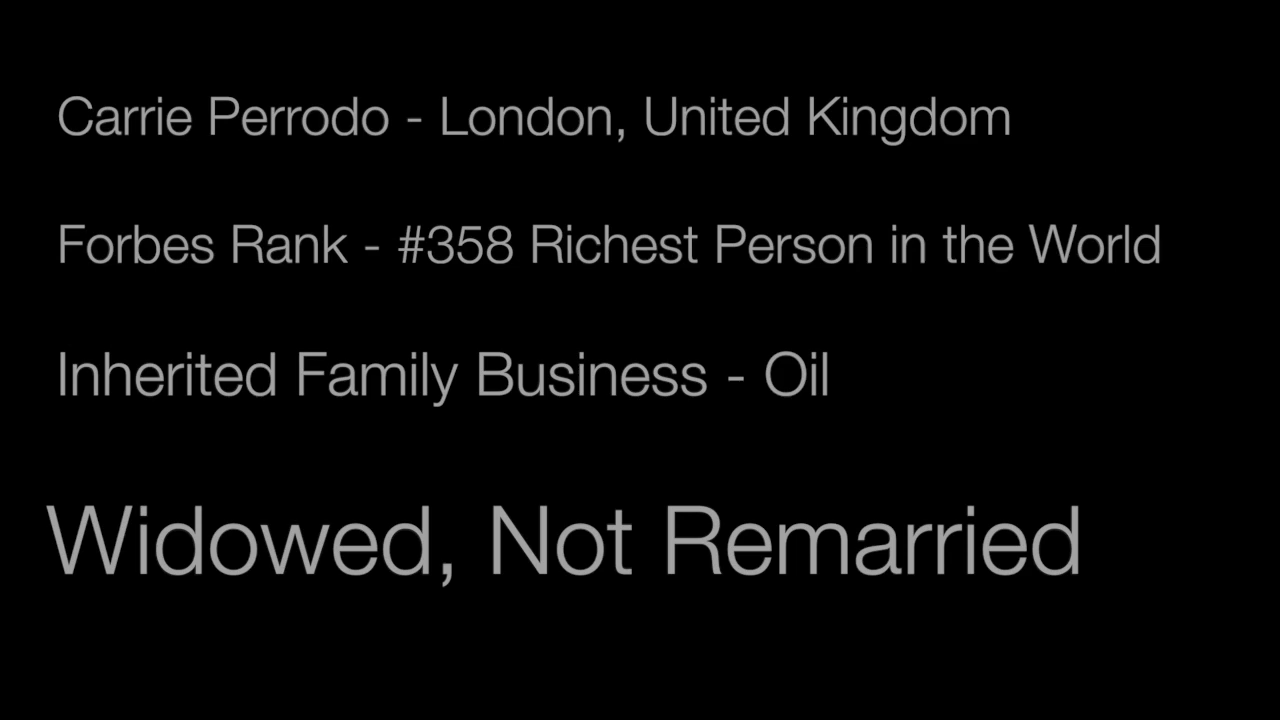 Carrie Perrodo - London, United Kingdom
Forbes Rank - #358 Richest Person in the World
Inherited Family Business - Oil
Widowed, Not Remarried